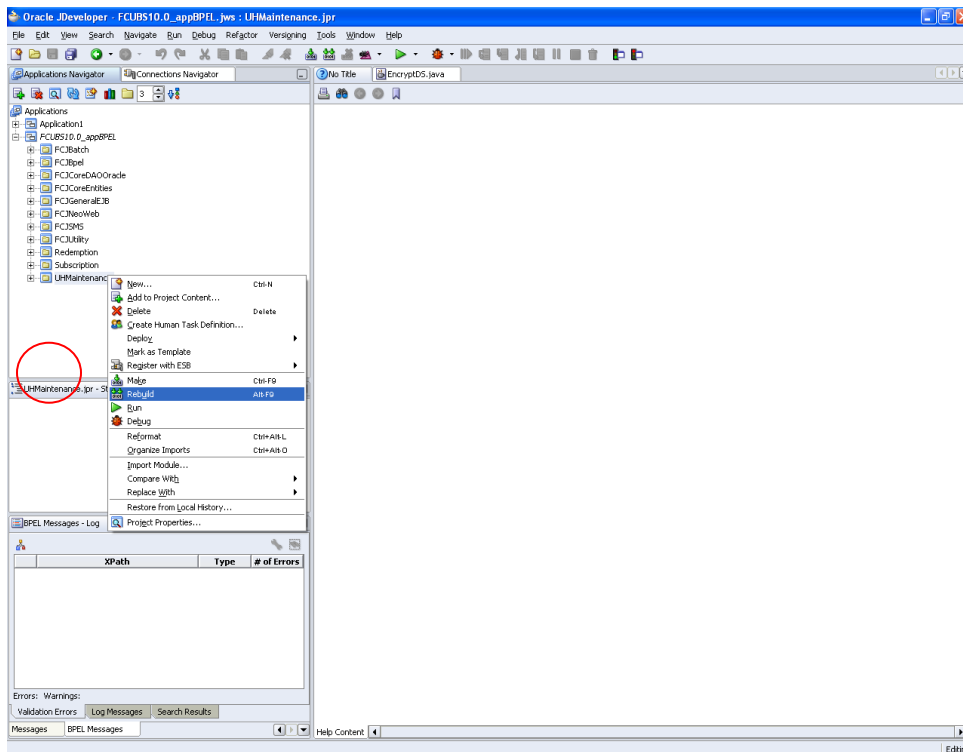 Oracle JDeveloper - FCUBS10.0_appBPEL.jws : UHMaintenance.jpr
File Edit View Search Navigate Run Debug Refactor Versioning Tools Window Help
Applications Navigator Connections Navigator No Title EncryptDS.java
3
Applications
Application1
FCUBS10.0_appBPEL
FCJBatch
FCJBpel
FCJCoreDAOOracle
FCJCoreEntities
FCJGeneralEJB
FCJNeoWeb
FCJSMS
FCJUtility
Redemption
Subscription
UHMaintenanc
New... Ctrl-N
Add to Project Content...
Delete Delete
Create Human Task Definition...
Deploy
Mark as Template
Register with ESB
Make Ctrl-F9
UHMaintenance.jpr - St
Rebuild Alt-F9
Run
Debug
Reformat Ctrl+Alt-L
Organize Imports Ctrl+Alt-O
Import Module...
Compare With
Replace With
Restore from Local History...
BPEL Messages - Log
Project Properties...
XPath Type # of Errors
Errors: Warnings:
Validation Errors Log Messages Search Results
Messages BPEL Messages Help Content
Editi